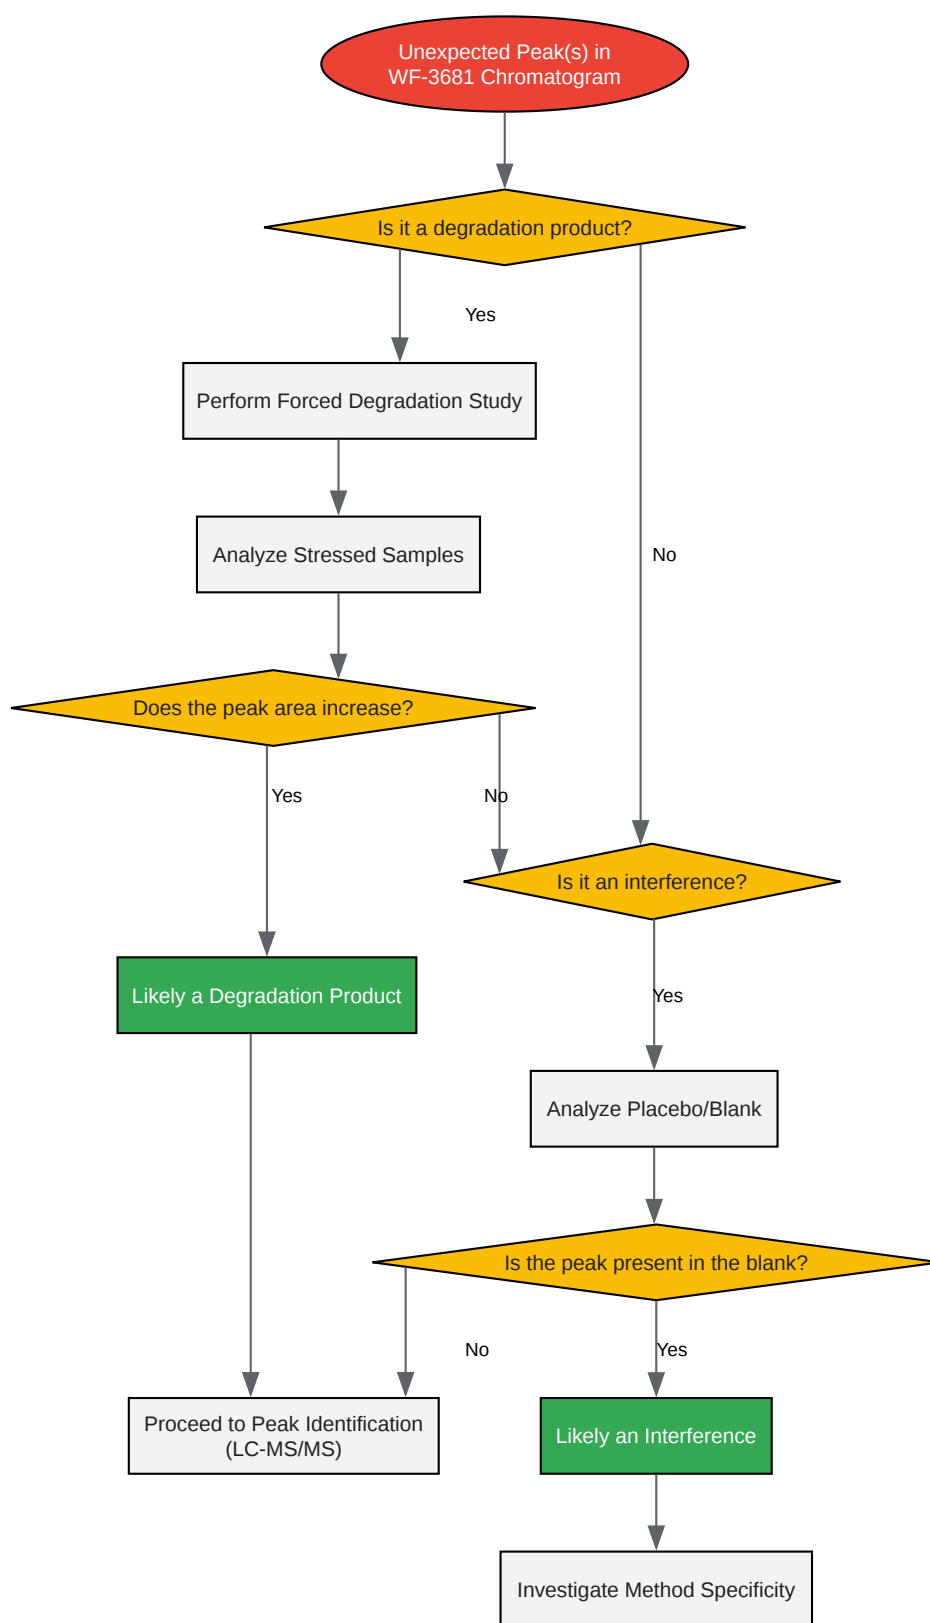 Unexpected Peak(s) in
WF-3681 Chromatogram
Is it a degradation product?
Yes
Perform Forced Degradation Study
Analyze Stressed Samples
No
Does the peak area increase?
Yes
No
Is it an interference?
Likely a Degradation Product
Yes
Analyze Placebo/Blank
Is the peak present in the blank?
No
Yes
Proceed to Peak Identification
(LC-MS/MS)
Likely an Interference
Investigate Method Specificity